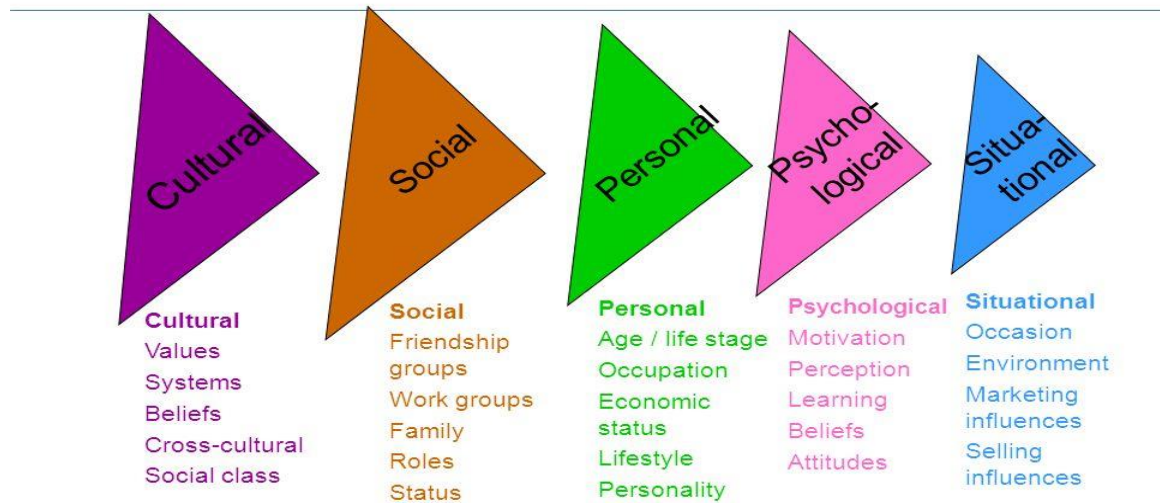 Cultural
Social
Personal
Psycho-
logical
Situa-
tional
Cultural
Values
Systems
Beliefs
Cross-cultural
Social class
Social
Friendship
groups
Work groups
Family
Roles
Status
Personal
Age / life stage
Occupation
Economic
status
Lifestyle
Personality
Psychological
Motivation
Perception
Learning
Beliefs
Attitudes
Situational
Occasion
Environment
Marketing
influences
Selling
influences